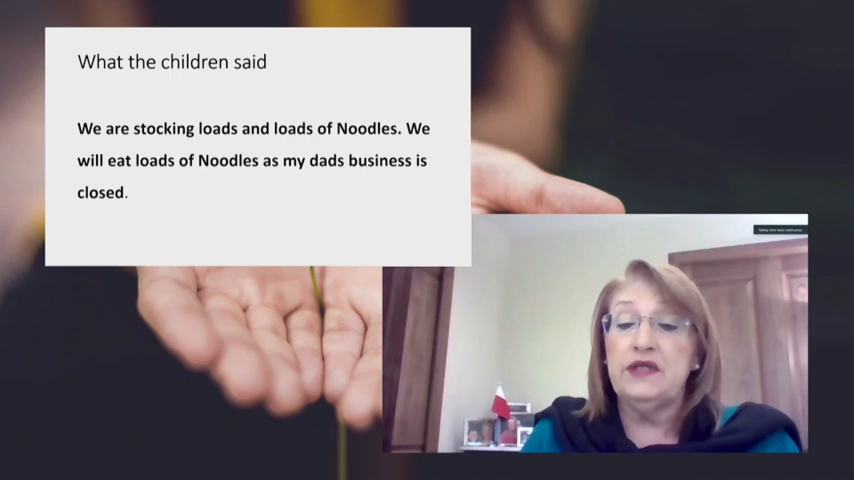 What the children said
We are stocking loads and loads of Noodles. We
will eat loads of Noodles as my dads business is
closed.